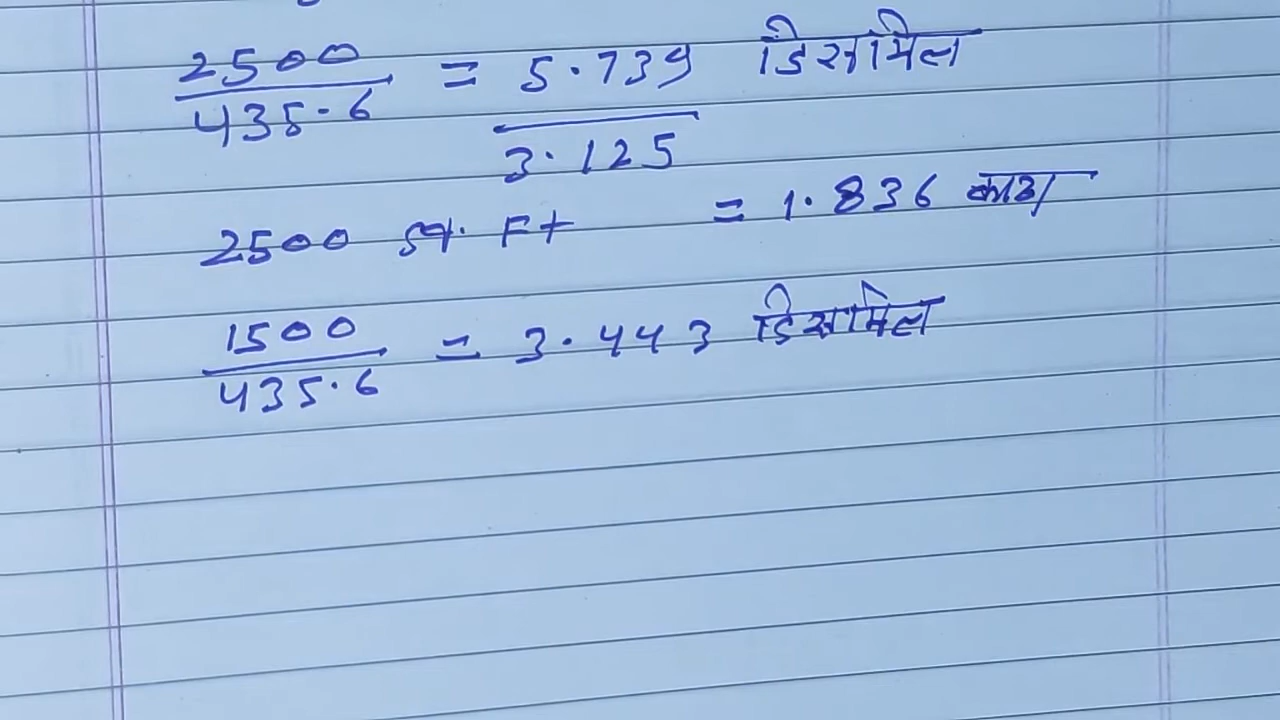 2500
435.6 = 5.739 डिसमिल
3.125
2500 sq. Ft = 1.836 काठा
1500
435.6 = 3.443 डिसमिल